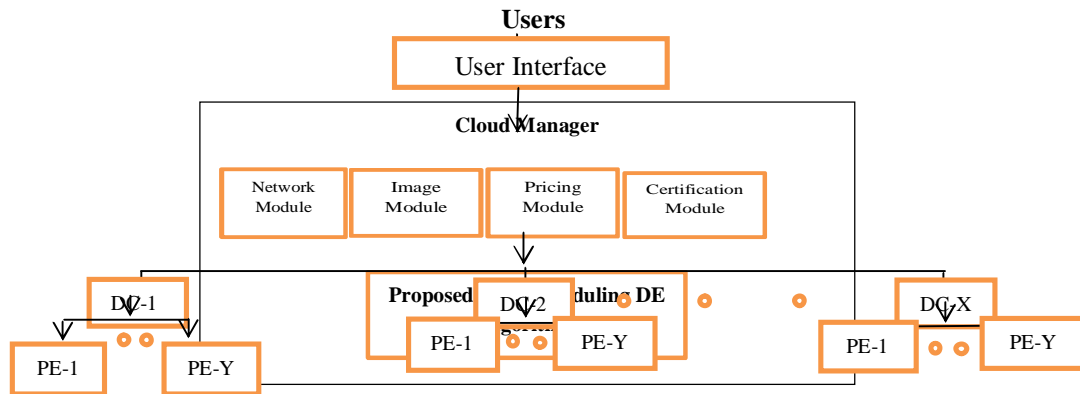 Users
User Interface
Cloud Manager
Network
Module
Image
Module
Pricing
Module
Certification
Module
DC-1
Proposed
duling DE
DC-2
DC-X
PE-1
PE-Y
PE-1
PE-Y
PE-1
PE-Y